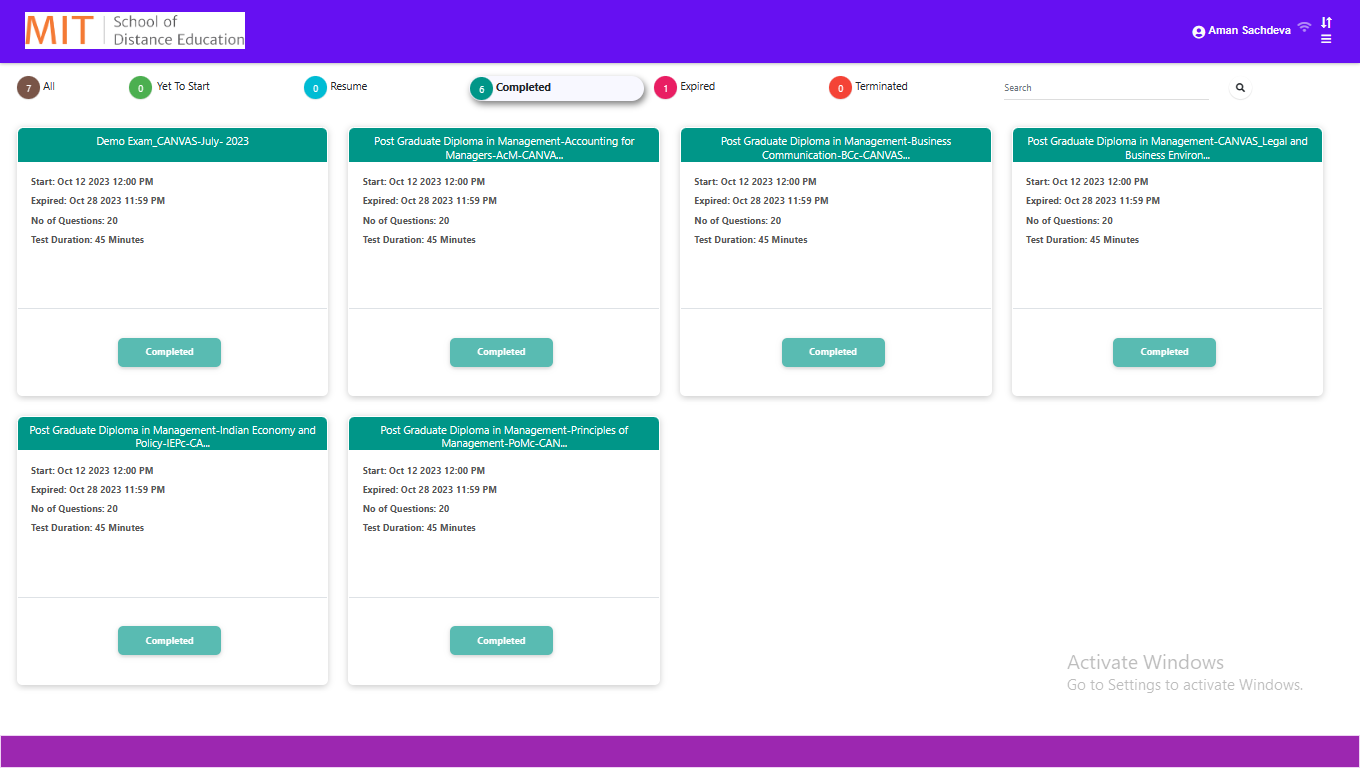 MIT School of
Distance Education
Aman Sachdeva
7 All
0 Yet To Start
0 Resume
6 Completed
1 Expired
0 Terminated
Search
Demo Exam_CANVAS-July- 2023
Start: Oct 12 2023 12:00 PM
Expired: Oct 28 2023 11:59 PM
No of Questions: 20
Test Duration: 45 Minutes
Completed
Post Graduate Diploma in Management-Accounting for
Managers-AcM-CANVA...
Start: Oct 12 2023 12:00 PM
Expired: Oct 28 2023 11:59 PM
No of Questions: 20
Test Duration: 45 Minutes
Completed
Post Graduate Diploma in Management-Business
Communication-BCc-CANVAS...
Start: Oct 12 2023 12:00 PM
Expired: Oct 28 2023 11:59 PM
No of Questions: 20
Test Duration: 45 Minutes
Completed
Post Graduate Diploma in Management-CANVAS_Legal and
Business Environ...
Start: Oct 12 2023 12:00 PM
Expired: Oct 28 2023 11:59 PM
No of Questions: 20
Test Duration: 45 Minutes
Completed
Post Graduate Diploma in Management-Indian Economy and
Policy-IEPc-CA...
Start: Oct 12 2023 12:00 PM
Expired: Oct 28 2023 11:59 PM
No of Questions: 20
Test Duration: 45 Minutes
Completed
Post Graduate Diploma in Management-Principles of
Management-PoMc-CAN...
Start: Oct 12 2023 12:00 PM
Expired: Oct 28 2023 11:59 PM
No of Questions: 20
Test Duration: 45 Minutes
Completed
Activate Windows
Go to Settings to activate Windows.